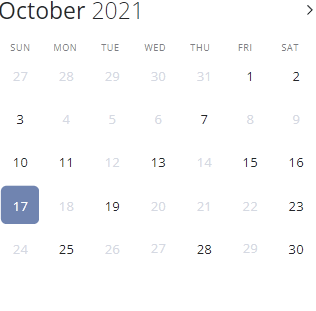 October 2021 >
SUN MON TUE WED THU FRI SAT
27 28 29 30 31 1 2
3 4 5 6 7 8 9
10 11 12 13 14 15 16
17 18 19 20 21 22 23
24 25 26 27 28 29 30